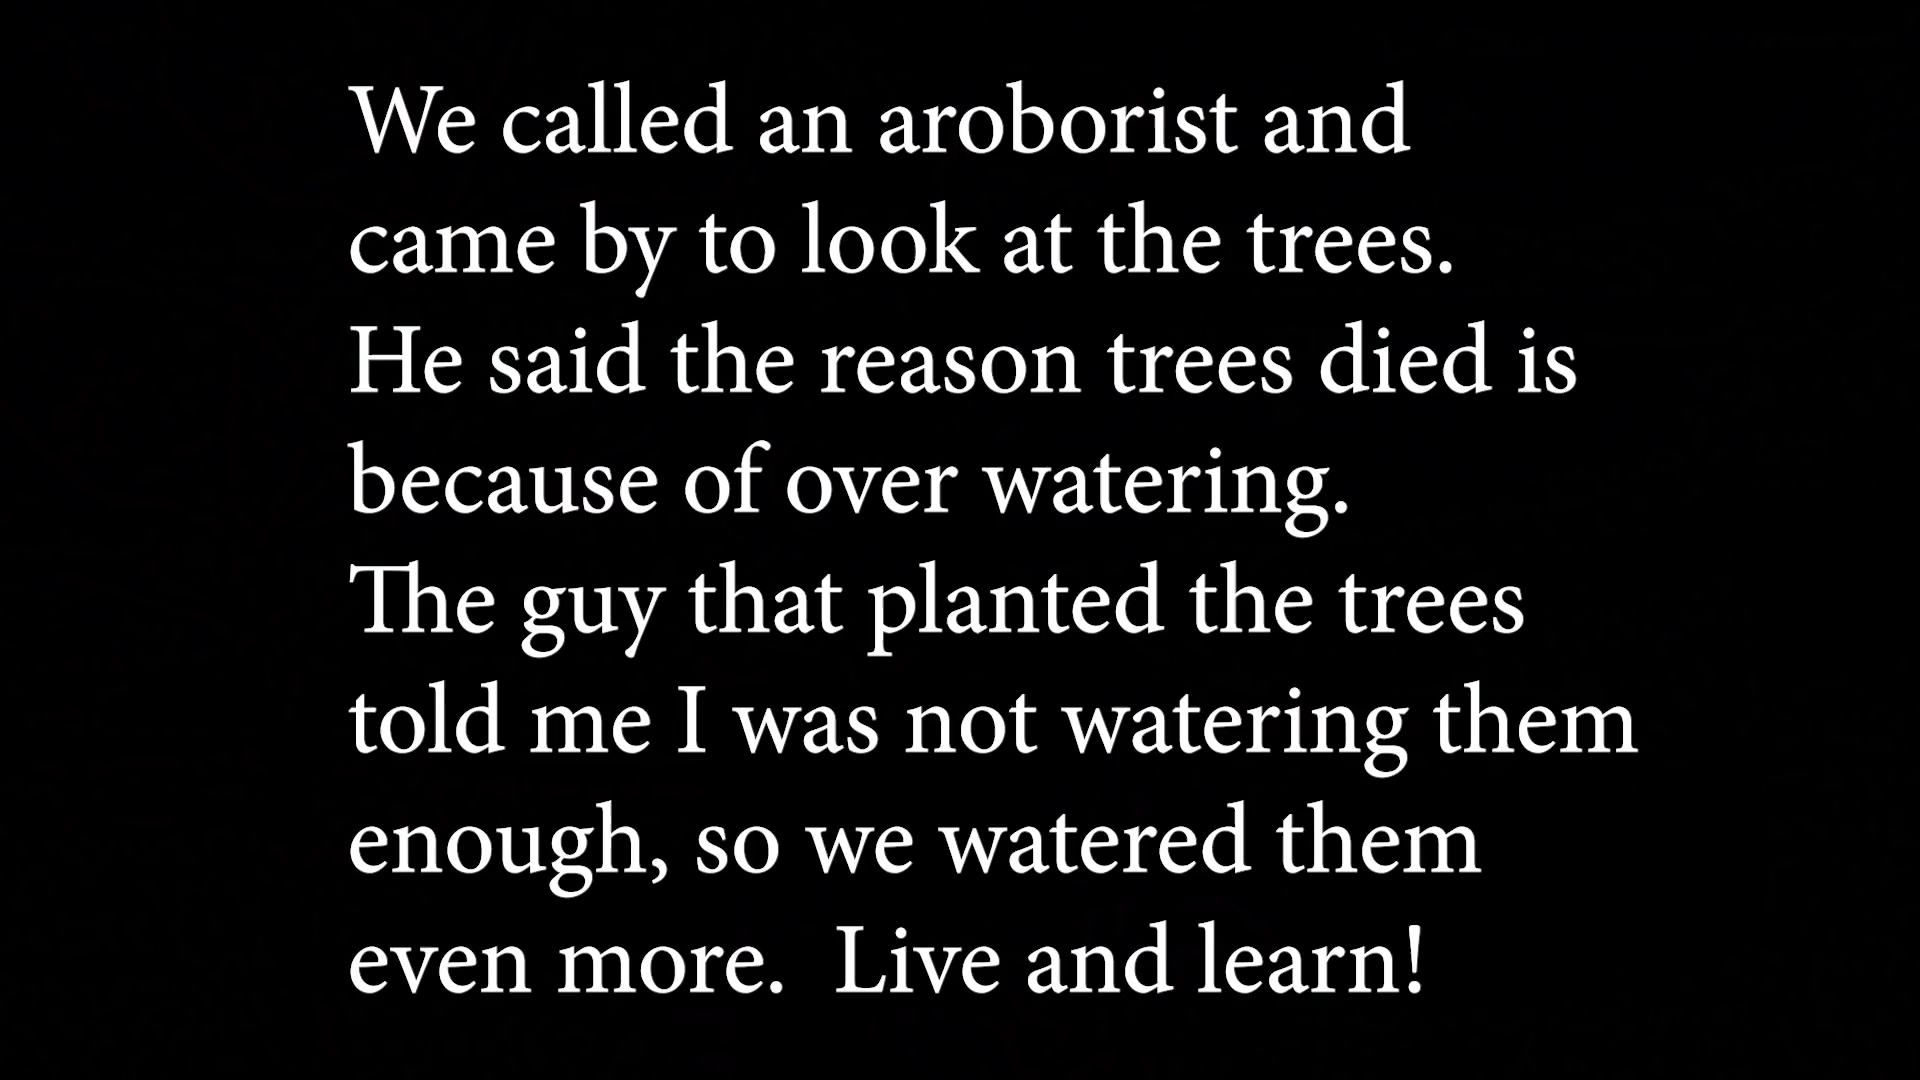 We called an aroborist and
came by to look at the trees.
He said the reason trees died is
because of over watering.
The guy that planted the trees
told me I was not watering them
enough, so we watered them
even more.  Live and learn!